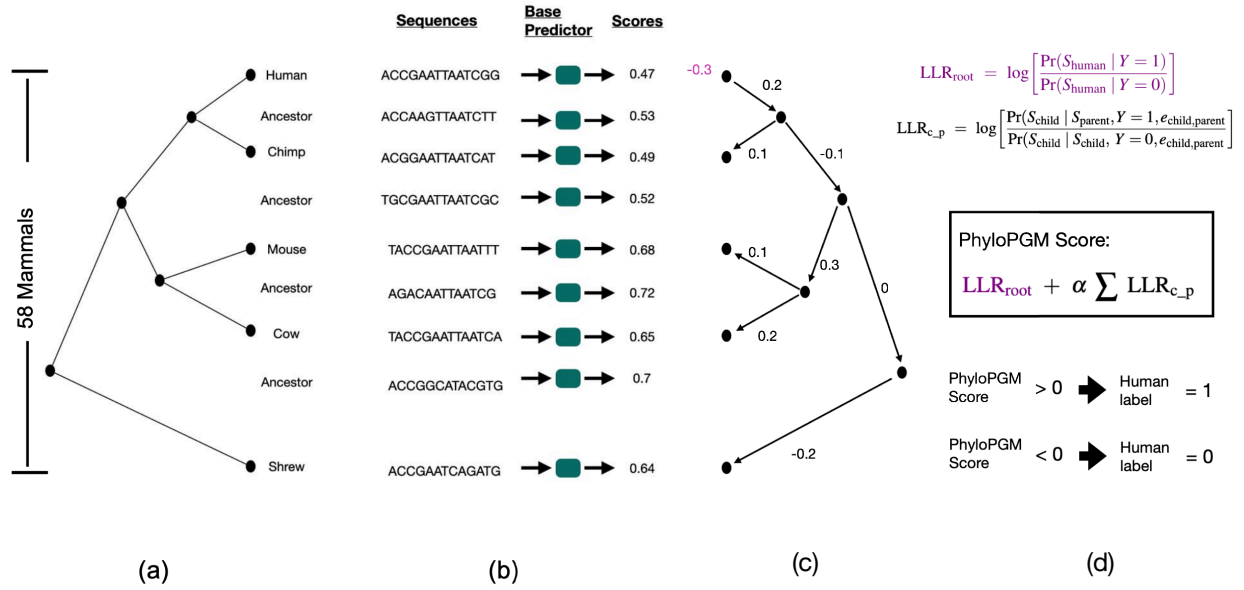 58 Mammals
Human
Ancestor
Chimp
Ancestor
Mouse
Ancestor
Cow
Ancestor
Shrew
(a)
Sequences
Base
Predictor
Scores
ACCGAATTAATCGG 0.47
ACCAAGTTAATCTT 0.53
ACGGAATTAATCAT 0.49
TGCGAATTAATCGC 0.52
TACCGAATTAATTT 0.68
AGACAATTAATCG 0.72
TACCGAATTAATCA 0.65
ACCGGCATACGTG 0.7
ACCGAATCAGATG 0.64
(b)
-0.3
0.2
0.1
-0.1
0.1
0.3
0
0.2
-0.2
(c)
LLR_root = log[Pr(S_human | Y = 1) / Pr(S_human | Y = 0)]
LLR_c_p = log[Pr(S_child | S_parent, Y = 1, e_child,parent / Pr(S_child | S_child, Y = 0, e_child,parent]
PhyloPGM Score:
LLR_root + α ∑ LLR_c_p
PhyloPGM
Score > 0 Human
label = 1
PhyloPGM
Score < 0 Human
label = 0
(d)